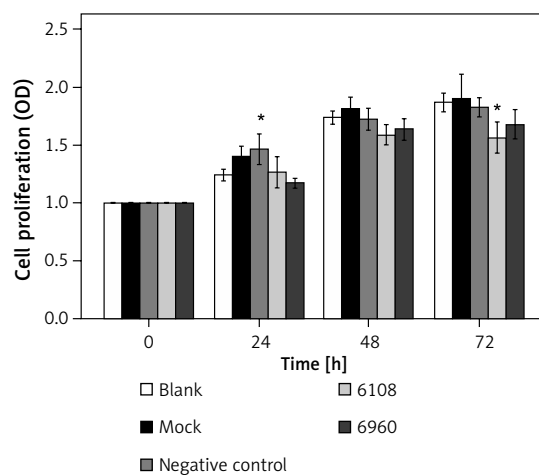 Cell proliferation (OD)
2.5
2.0
1.5
1.0
0.5
0.0
*
*
0 24 48 72
Time [h]
Blank 6108
Mock 6960
Negative control